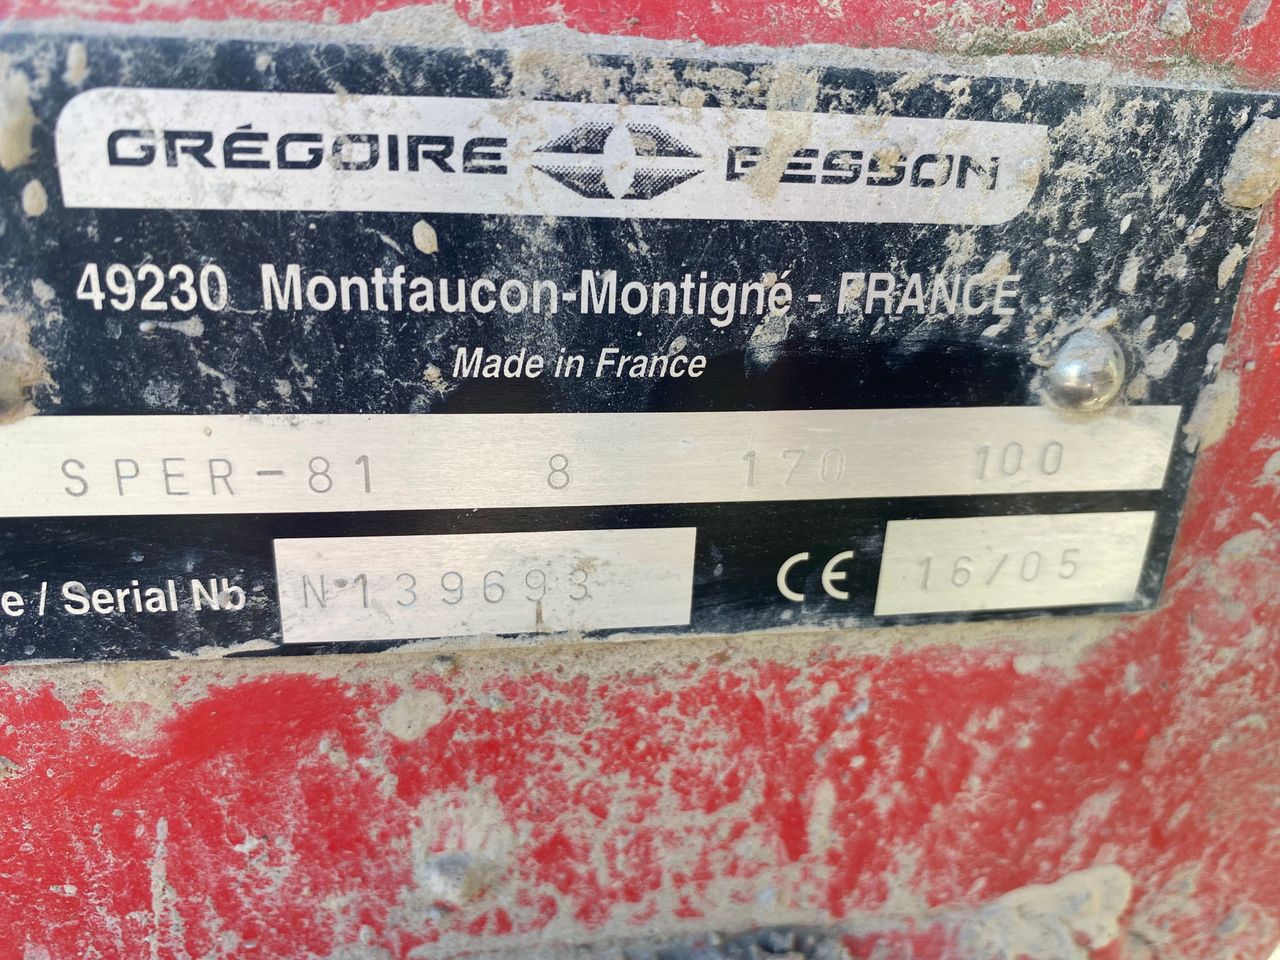 GRÉGOIRE BESSON
49230 Montfaucon-Montigné - FRANCE
Made in France
SPER-81 8 170 100
e / Serial Nb N°139693 CE 16/05